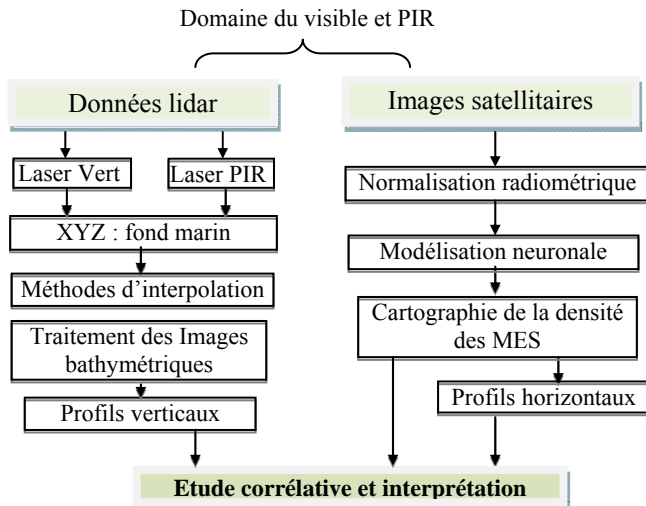 Domaine du visible et PIR
Données lidar
Images satellitaires
Laser Vert
Laser PIR
XYZ : fond marin
Méthodes d'interpolation
Traitement des Images
bathymétriques
Profils verticaux
Normalisation radiométrique
Modélisation neuronale
Cartographie de la densité
des MES
Profils horizontaux
Etude corrélative et interprétation